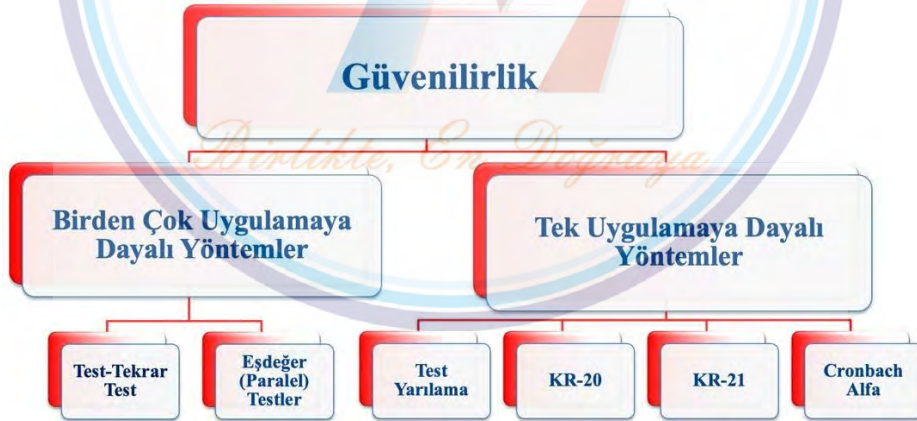 Güvenilirlik
Birlikte, En Doğruya
Birden Çok Uygulamaya
Dayalı Yöntemler
Tek Uygulamaya Dayalı
Yöntemler
Test-Tekrar
Test
Eşdeğer
(Paralel)
Testler
Test
Yarılama
KR-20
KR-21
Cronbach
Alfa